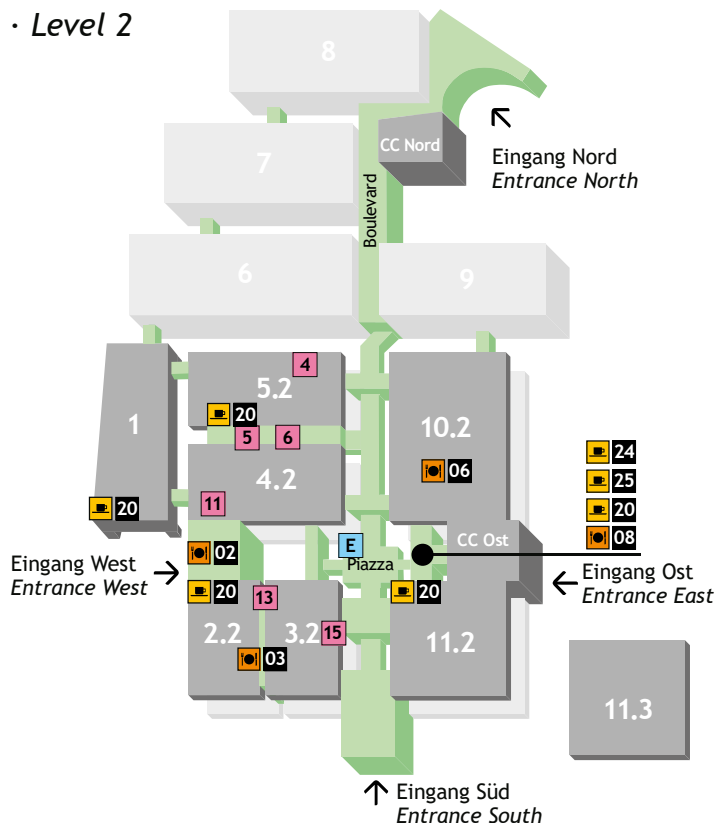 · Level 2
8
CC Nord
Eingang Nord
Entrance North
7
Boulevard
6
9
4
5.2
1
20
5
6
10.2
24
4.2
06
25
11
20
20
CC Ost
08
02
E
Eingang West
Entrance West
Piazza
Eingang Ost
Entrance East
20
13
20
2.2
3.2
15
11.2
03
11.3
Eingang Süd
Entrance South